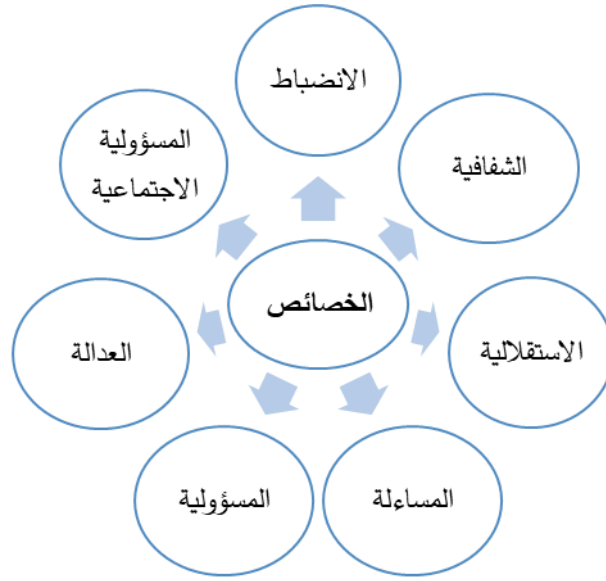 الانضباط
الشفافية
الاستقلالية
المساءلة
المسؤولية
العدالة
المسؤولية
الاجتماعية
الخصائص